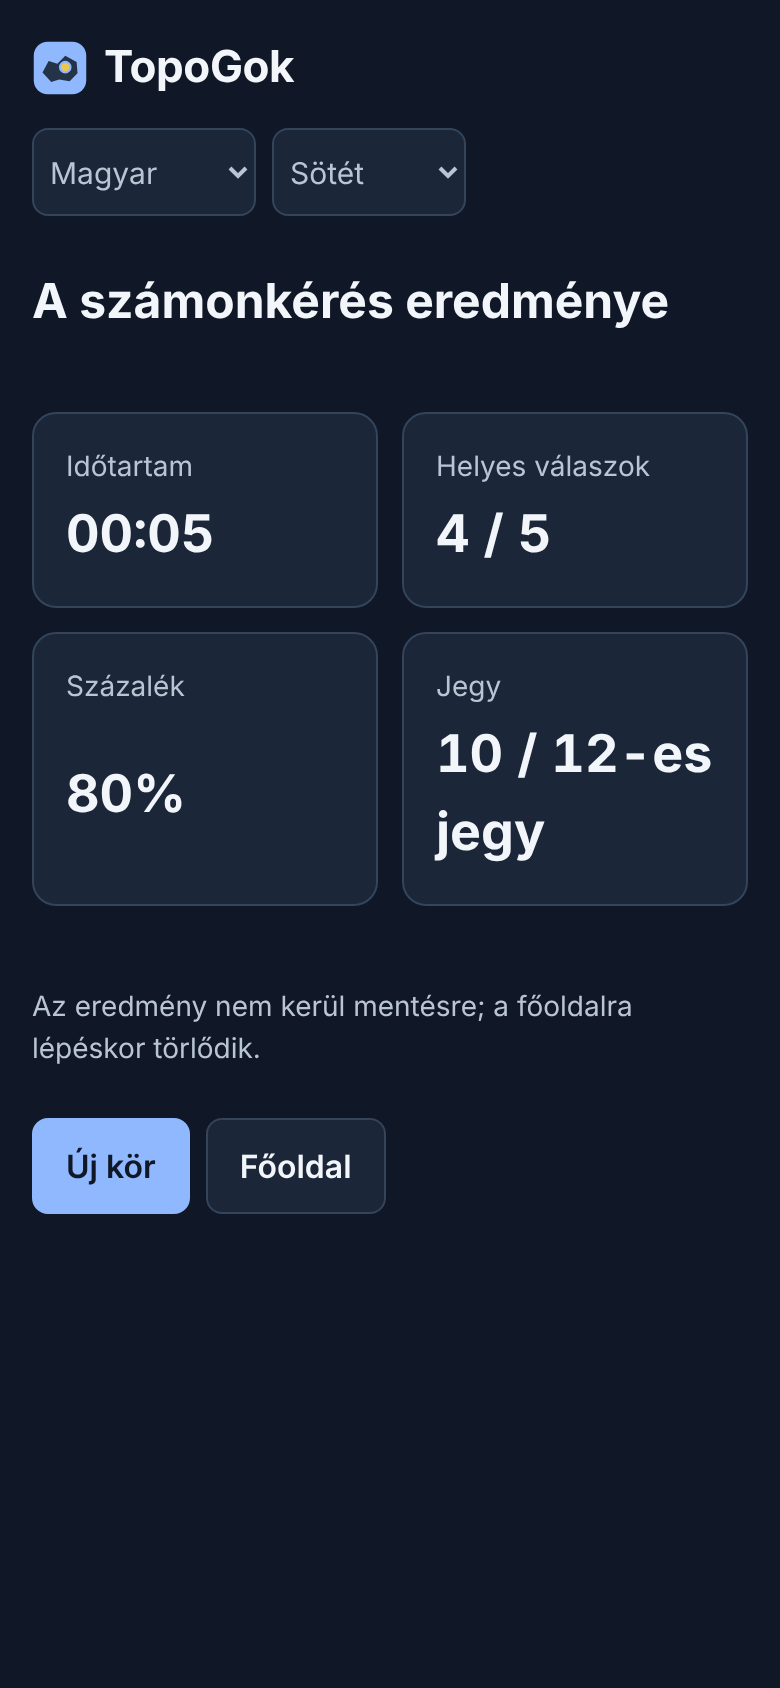 TopoGok
Magyar
Sötét
A számonkérés eredménye
Időtartam
00:05
Helyes válaszok
4 / 5
Százalék
80%
Jegy
10 / 12-es
jegy
Az eredmény nem kerül mentésre; a főoldalra
lépéskor törlődik.
Új kör
Főoldal